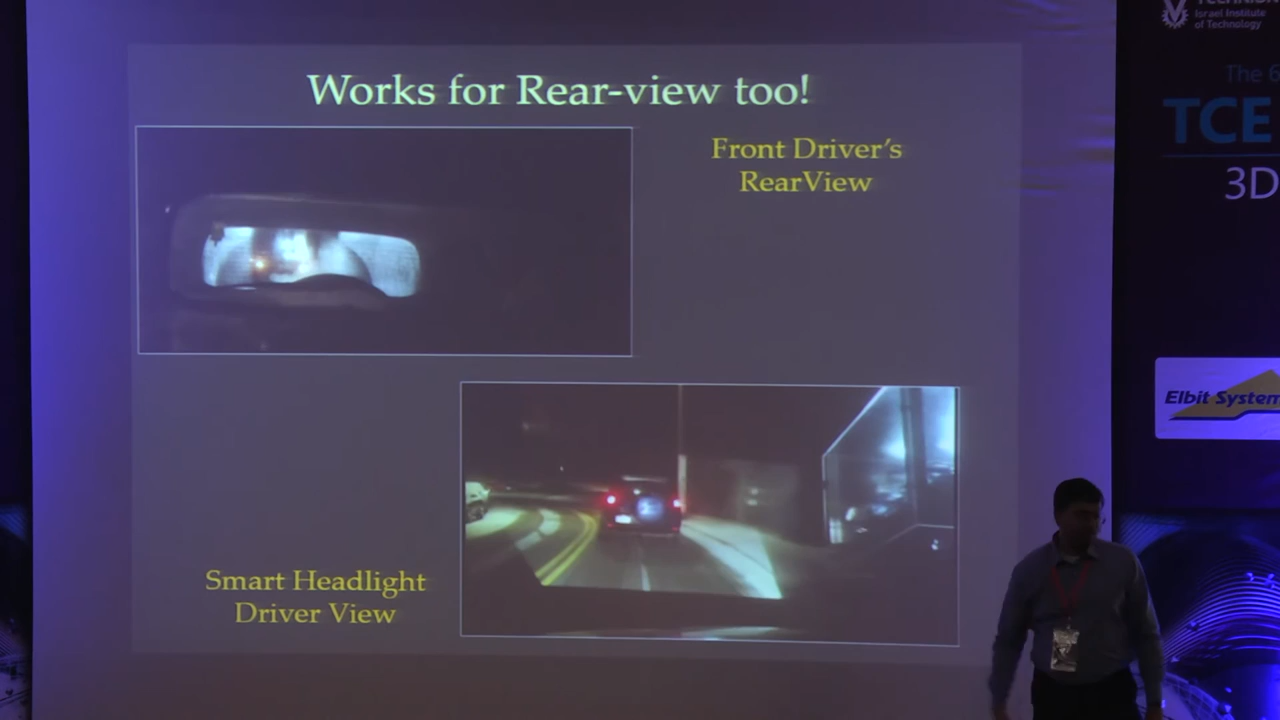 Works for Rear-view too!
Front Driver's
RearView
Smart Headlight
Driver View
Israel Institute
of Technology
The
TCE
3D
Elbit System